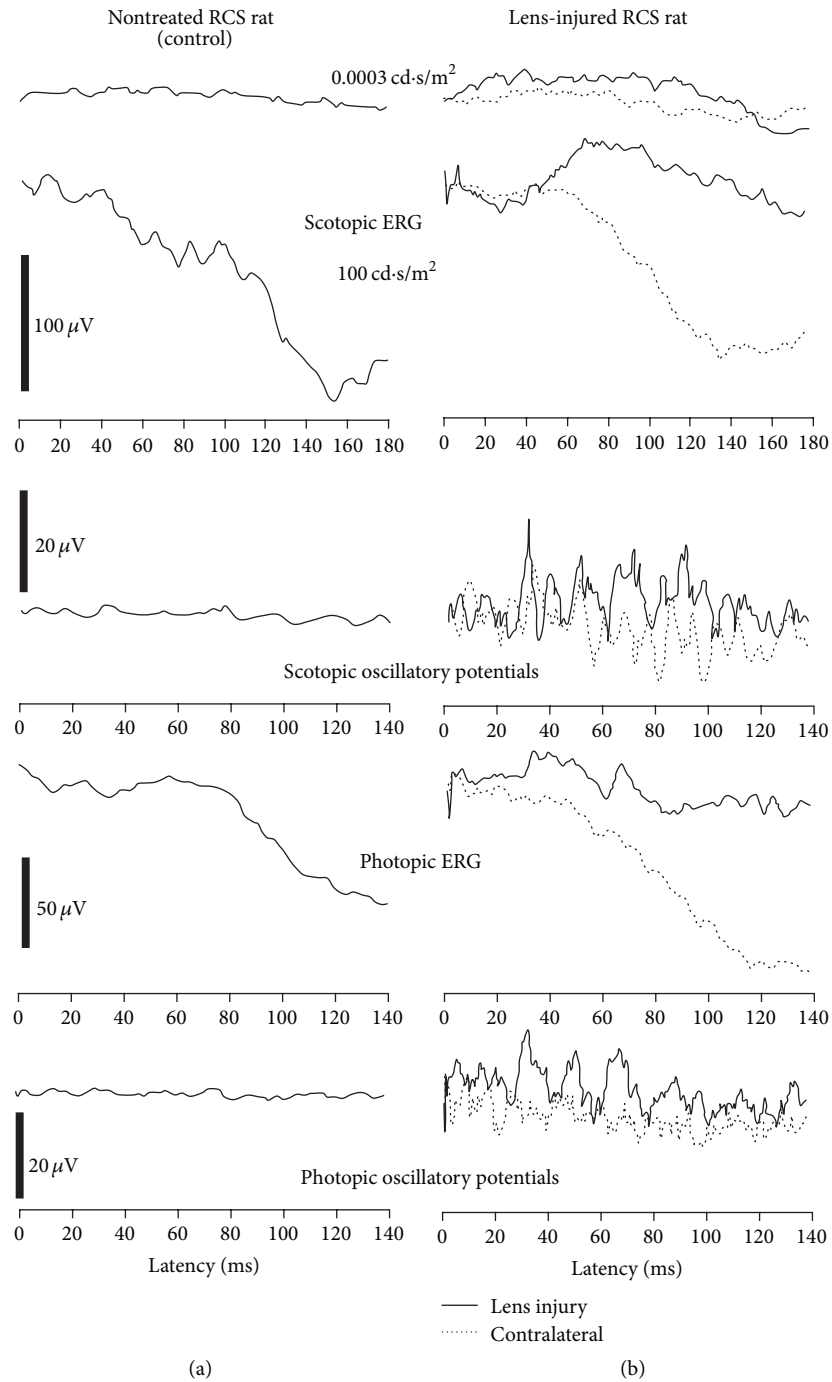 Nontreated RCS rat
(control)
Lens-injured RCS rat
0.0003 cd·s/m²
Scotopic ERG
100 cd·s/m²
100 μV
0 20 40 60 80 100 120 140 160 180
0 20 40 60 80 100 120 140 160 180
20 μV
Scotopic oscillatory potentials
0 20 40 60 80 100 120 140
0 20 40 60 80 100 120 140
Photopic ERG
50 μV
0 20 40 60 80 100 120 140
0 20 40 60 80 100 120 140
20 μV
Photopic oscillatory potentials
0 20 40 60 80 100 120 140
0 20 40 60 80 100 120 140
Latency (ms)
Latency (ms)
Lens injury
Contralateral
(a)
(b)